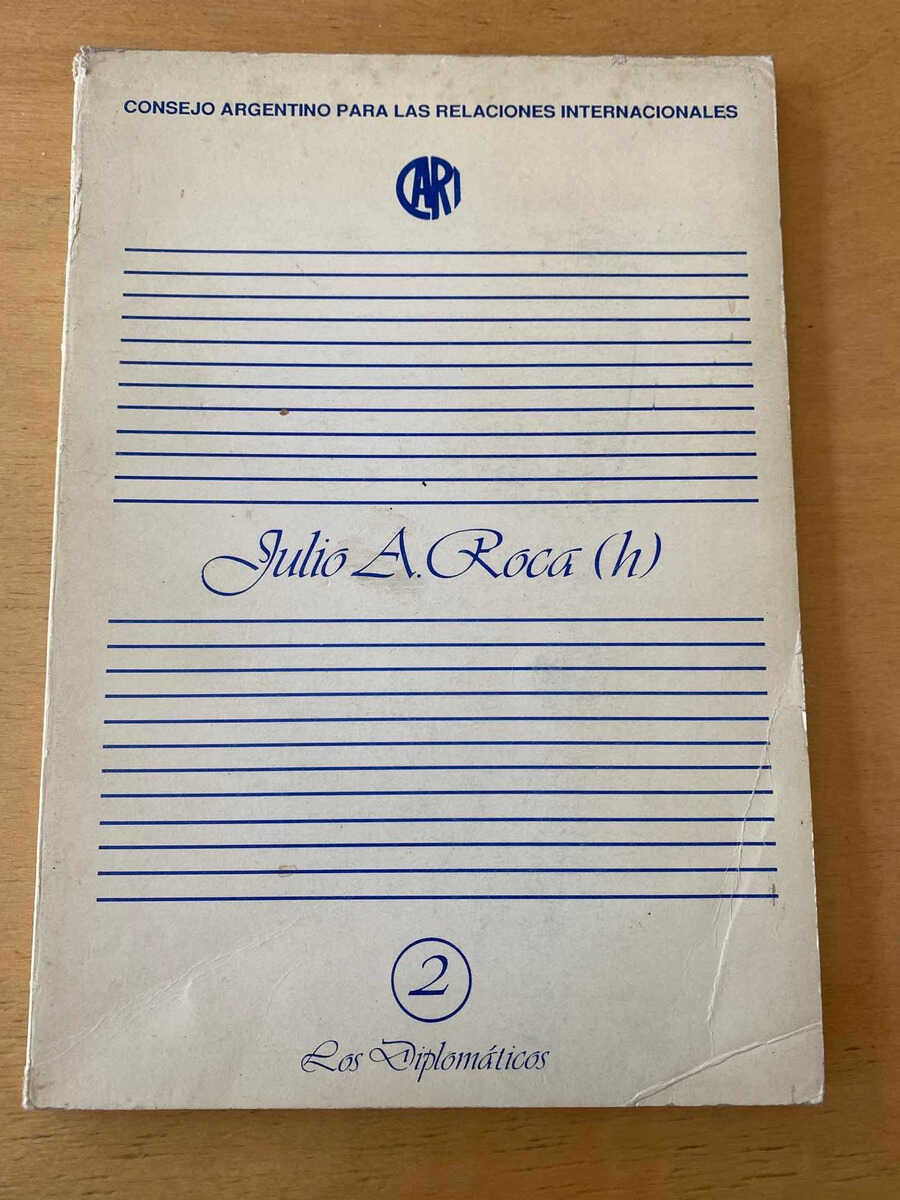 CONSEJO ARGENTINO PARA LAS RELACIONES INTERNACIONALES
CARI
Julio A. Roca (h)
2
Los Diplomáticos